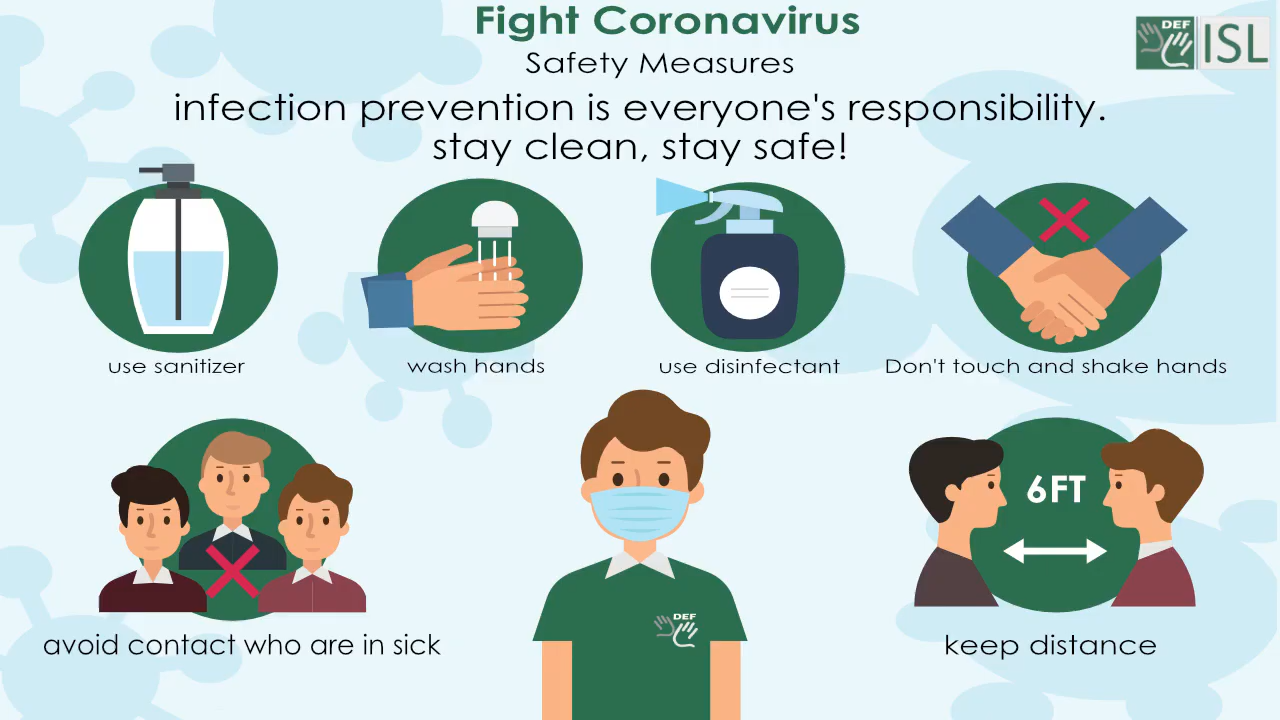 Fight Coronavirus
DEF
ISL
Safety Measures
infection prevention is everyone's responsibility.
stay clean, stay safe!
use sanitizer
wash hands
use disinfectant
Don't touch and shake hands
6FT
DEF
avoid contact who are in sick
keep distance